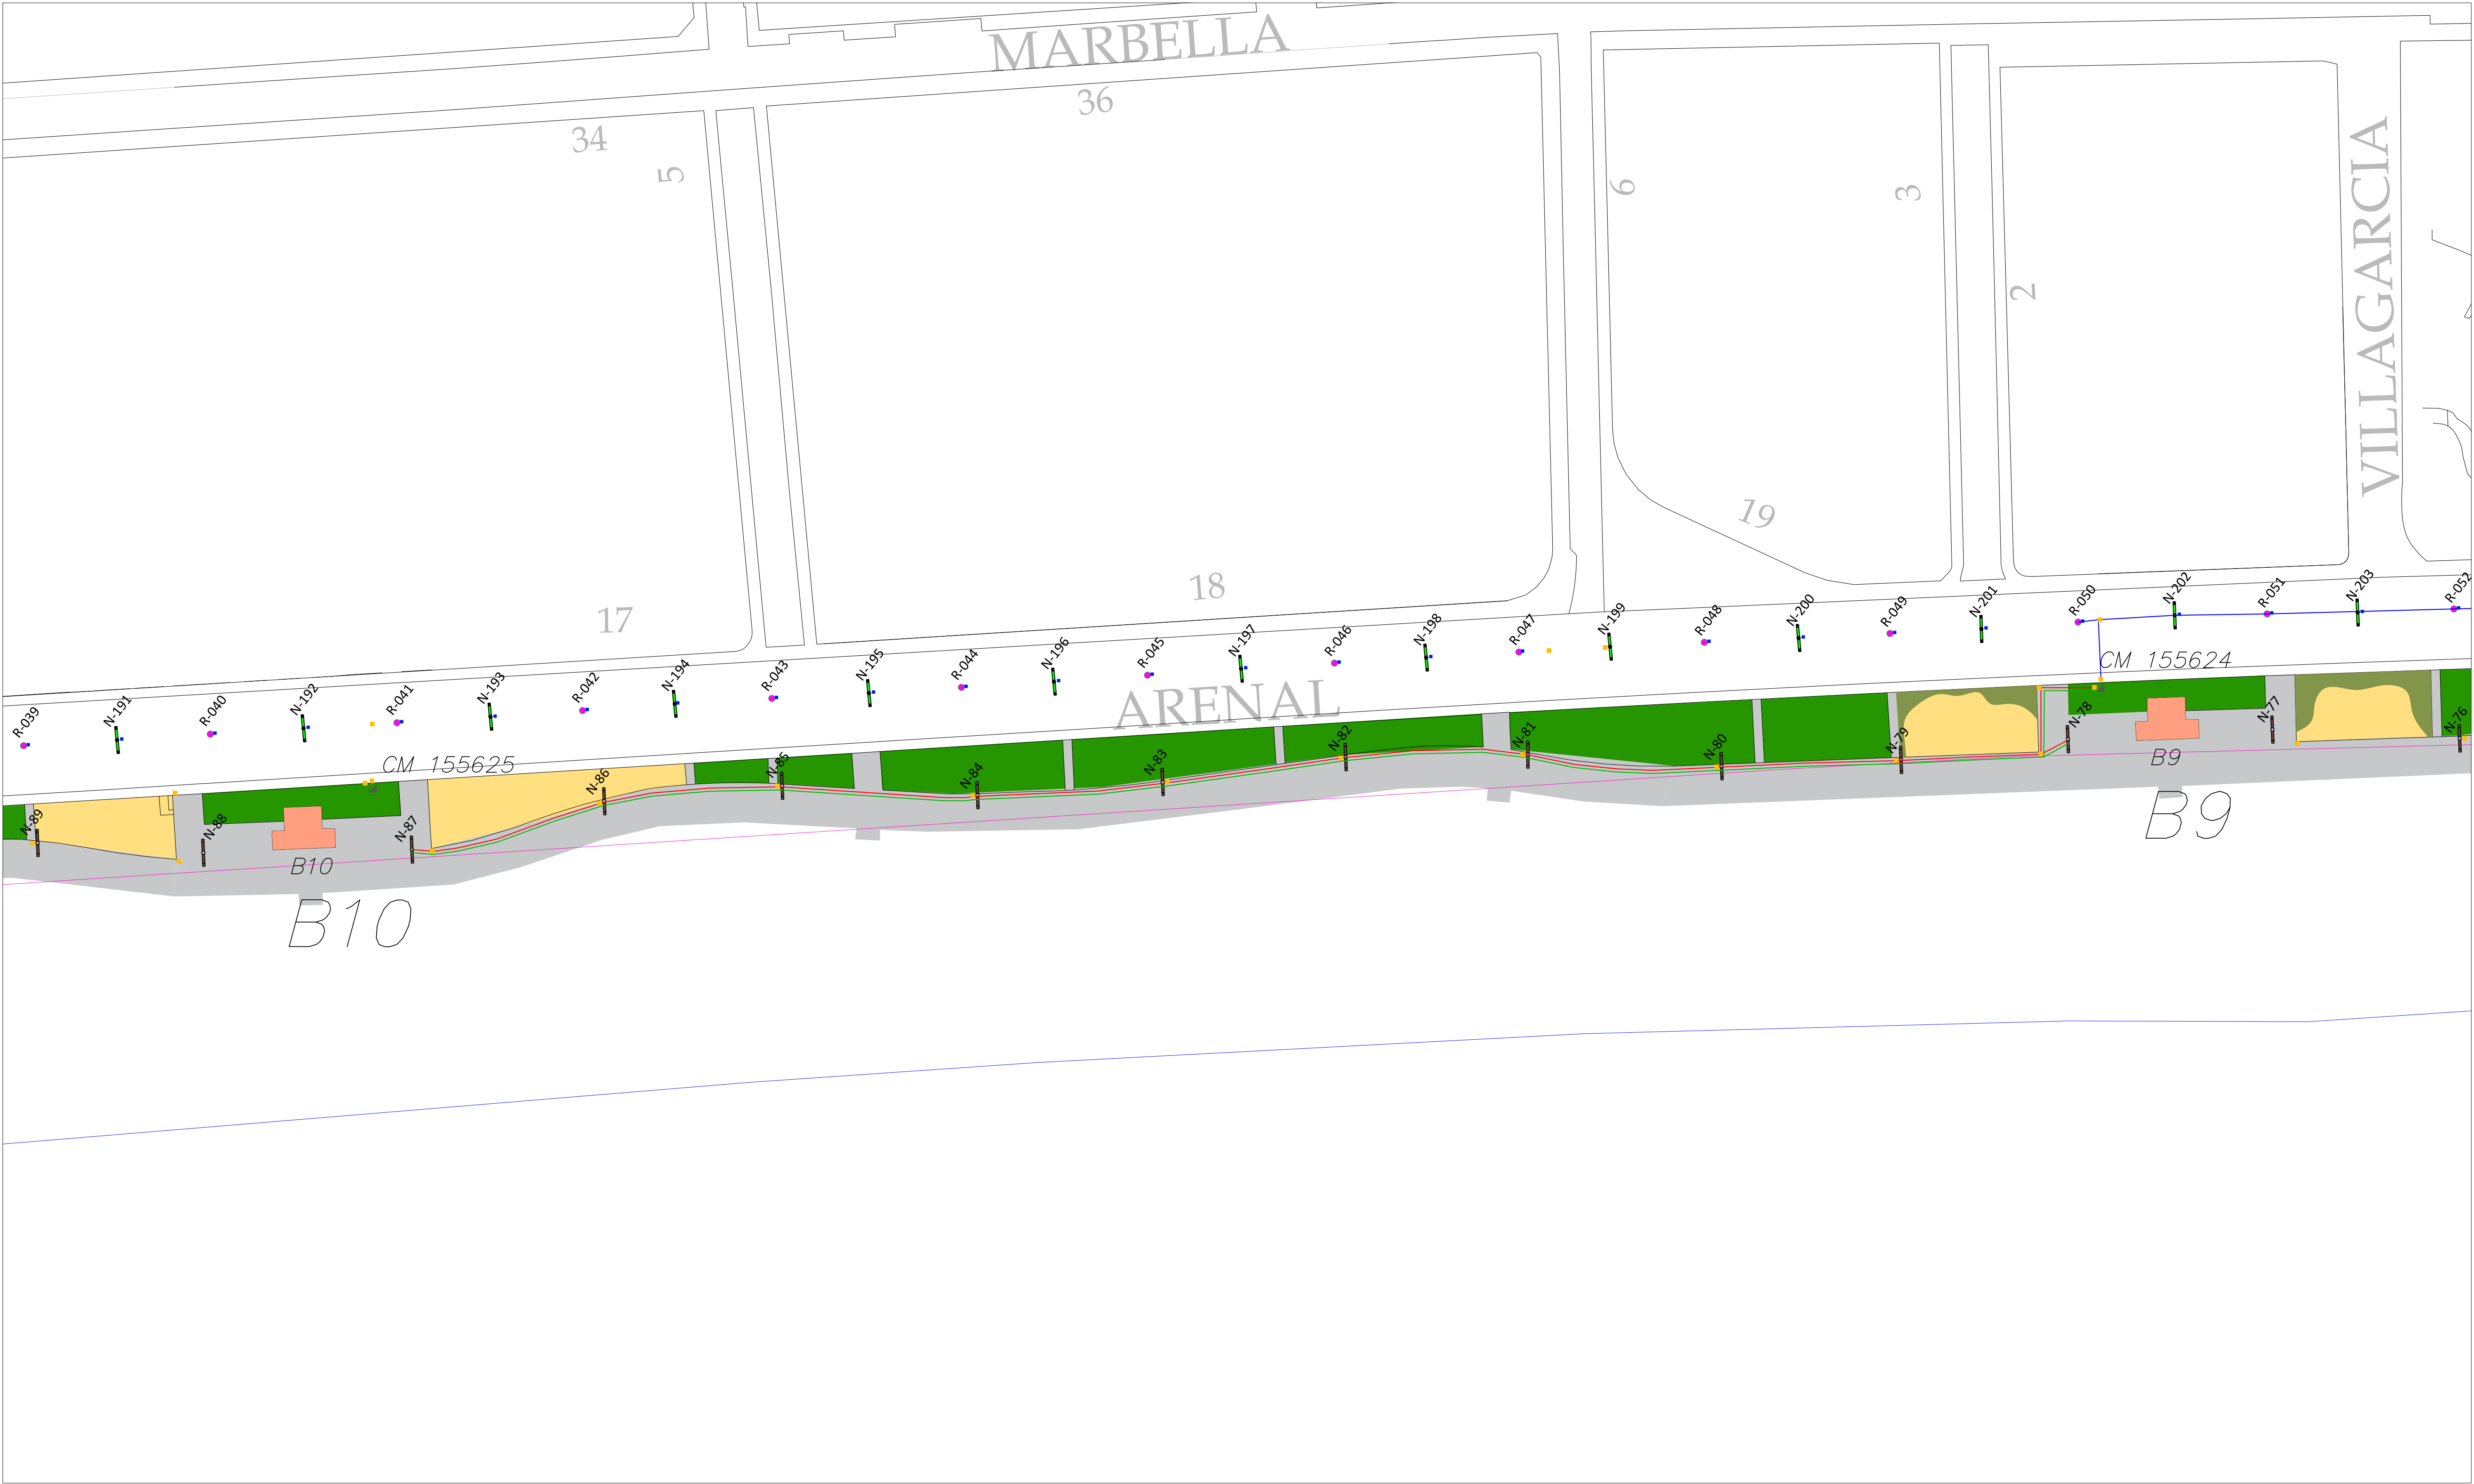 MARBELLA
36
34
5
6
3
2
VILLAGARCIA
19
17
18
R-039
N-191
R-040
N-192
R-041
N-193
R-042
N-194
R-043
N-195
R-044
N-196
R-045
N-197
R-046
N-198
R-047
N-199
R-048
N-200
R-049
N-201
R-050
N-202
R-051
N-203
R-052
CM 155624
ARENAL
CM 155625
N-89
N-88
N-87
N-86
N-85
N-84
N-83
N-82
N-81
N-80
N-79
N-78
N-77
N-76
B9
B9
B10
B10